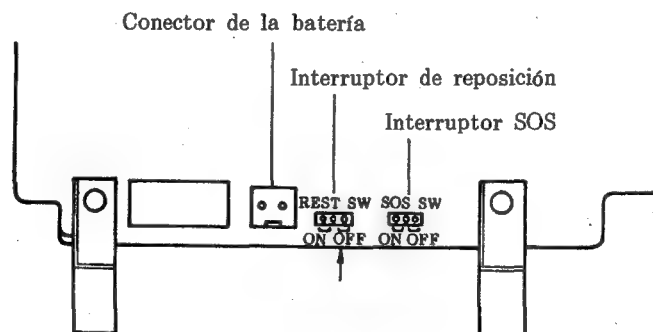 Conector de la batería
Interruptor de reposición
Interruptor SOS
REST SW SOS SW
ON OFF ON OFF